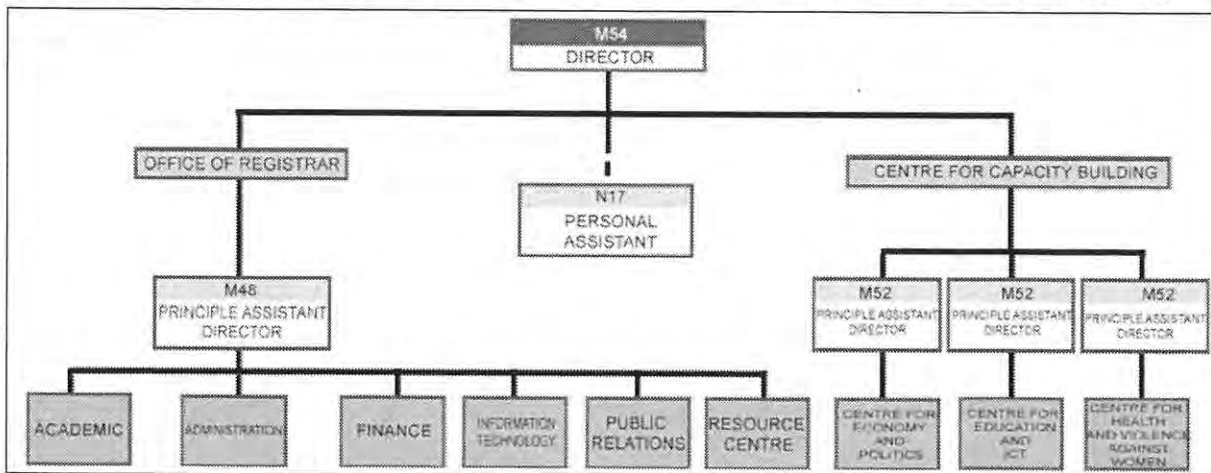 M54
DIRECTOR
OFFICE OF REGISTRAR
CENTRE FOR CAPACITY BUILDING
N17
PERSONAL
ASSISTANT
M48
PRINCIPLE ASSISTANT
DIRECTOR
M52
PRINCIPLE ASSISTANT
DIRECTOR
M52
PRINCIPLE ASSISTANT
DIRECTOR
M52
PRINCIPLE ASSISTANT
DIRECTOR
ACADEMIC
ADMINISTRATION
FINANCE
INFORMATION
TECHNOLOGY
PUBLIC
RELATIONS
RESOURCE
CENTRE
CENTRE FOR
ECONOMY
AND
POLITICS
CENTRE FOR
EDUCATION
AND
ICT
CENTRE FOR
HEALTH
AND VIOLENCE
AGAINST
WOMEN